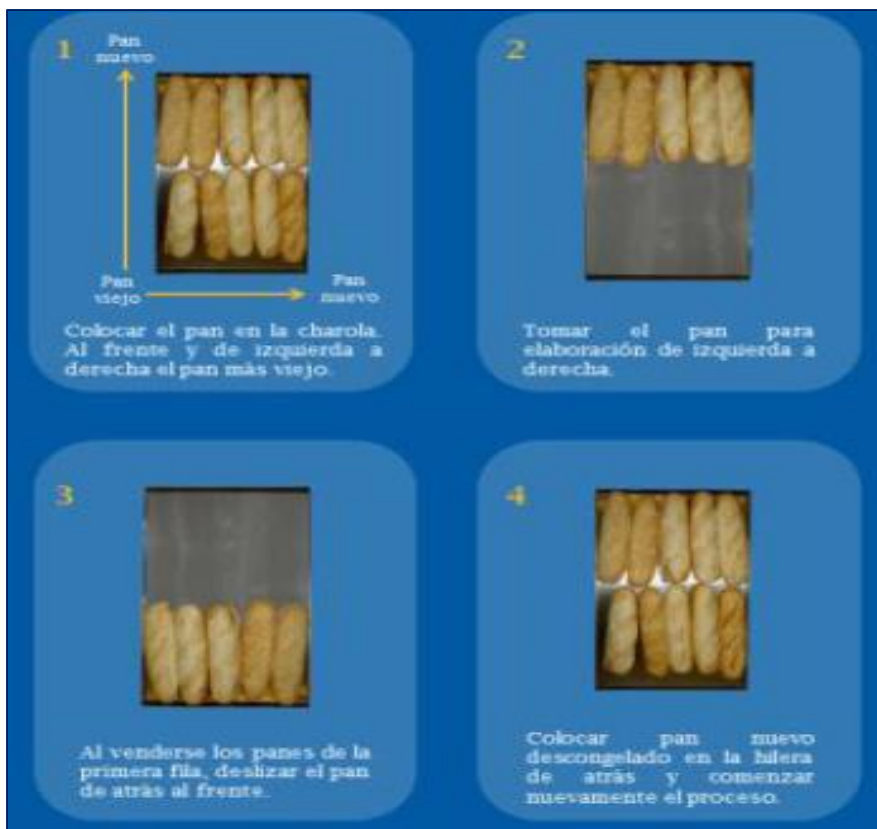 1
Pan
nuevo
Pan
viejo
Pan
nuevo
Colocar el pan en la charola.
Al frente y de izquierda a
derecha el pan más viejo.
2
Tomar el pan para
elaboración de izquierda a
derecha.
3
Al venderse los panes de la
primera fila, deslizar el pan
de atrás al frente.
4
Colocar pan nuevo
descongelado en la hilera
de atrás y comenzar
nuevamente el proceso.